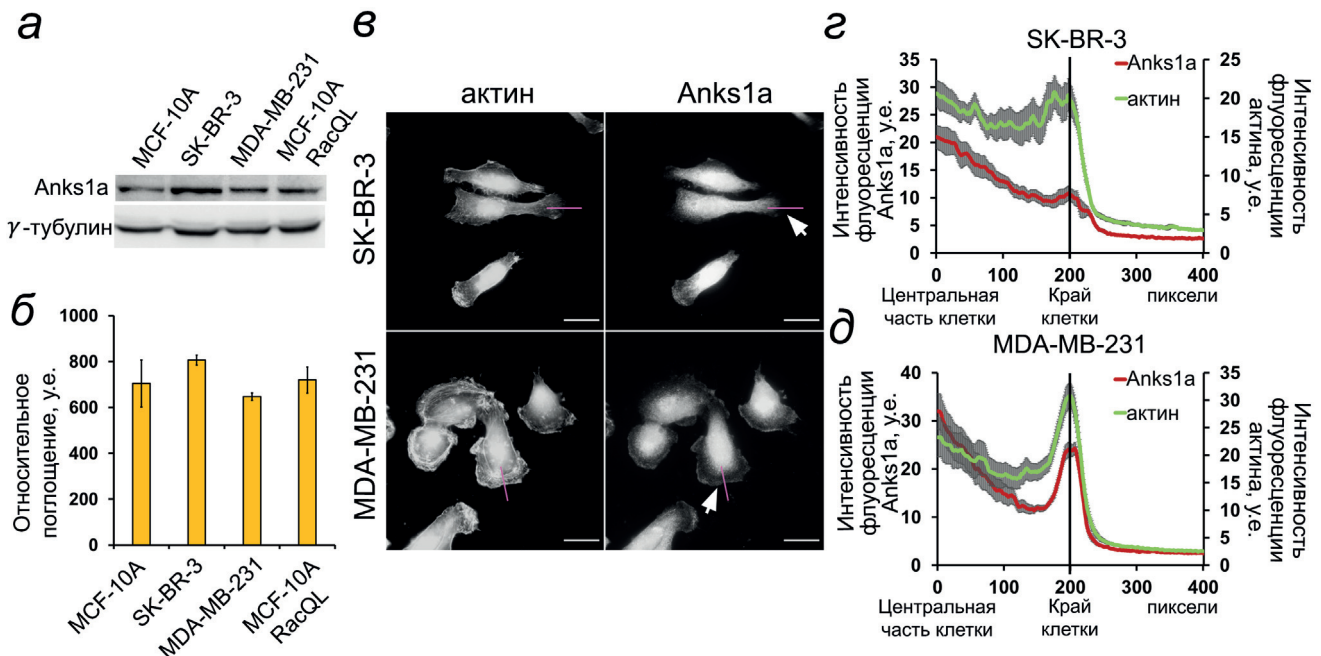 а
MCF-10A
SK-BR-3
MDA-MB-231
MCF-10A
RacQL
Anks1a
γ-тубулин
б
Относительное
поглощение, у.е.
1000
800
600
400
200
0
MCF-10A
SK-BR-3
MDA-MB-231
MCF-10A
RacQL
в
актин
Anks1a
SK-BR-3
MDA-MB-231
г
SK-BR-3
Anks1a
актин
Интенсивность
флуоресценции
Anks1a, у.е.
35
30
25
20
15
10
5
0
Интенсивность
флуоресценции
актина, у.е.
25
20
15
10
5
0
0 100 200 300 400
Центральная
часть клетки
Край
клетки
пиксели
д
MDA-MB-231
Anks1a
актин
Интенсивность
флуоресценции
Anks1a, у.е.
40
30
20
10
0
Интенсивность
флуоресценции
актина, у.е.
35
30
25
20
15
10
5
0
0 100 200 300 400
Центральная
часть клетки
Край
клетки
пиксели